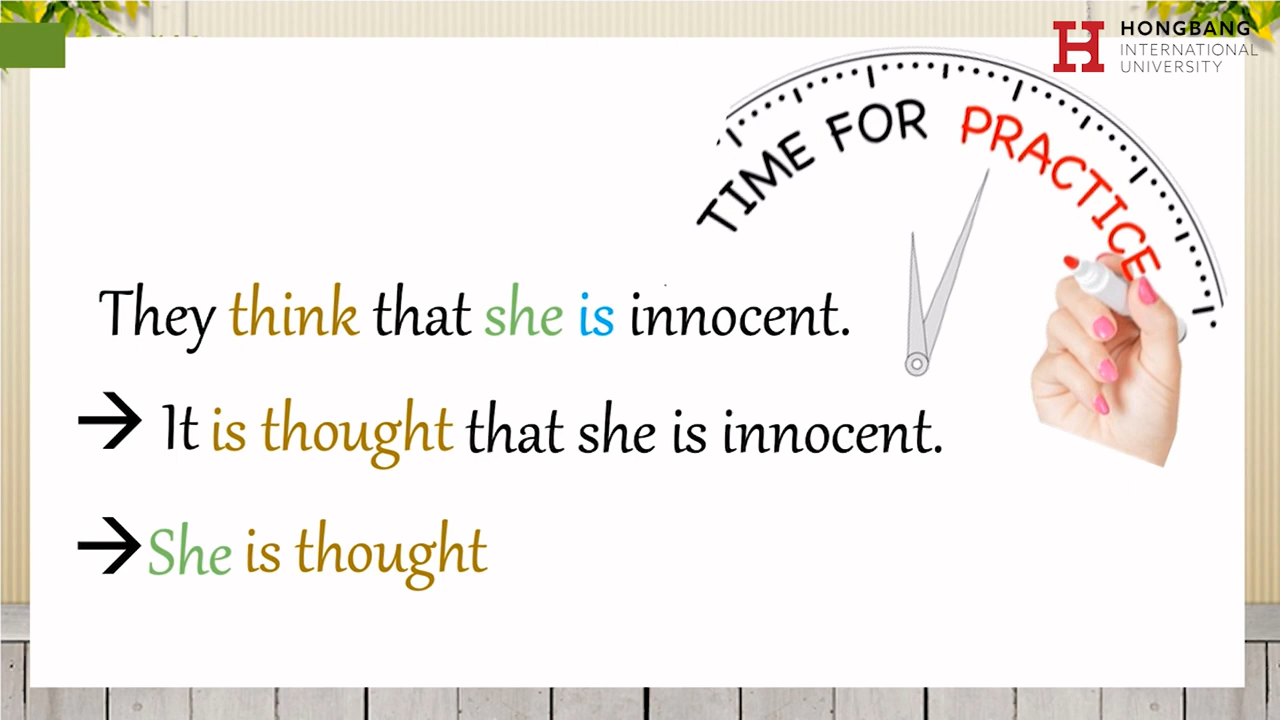 HONGBANG
INTERNATIONAL
UNIVERSITY
TIME FOR PRACTICE
They think that she is innocent.
→ It is thought that she is innocent.
→ She is thought